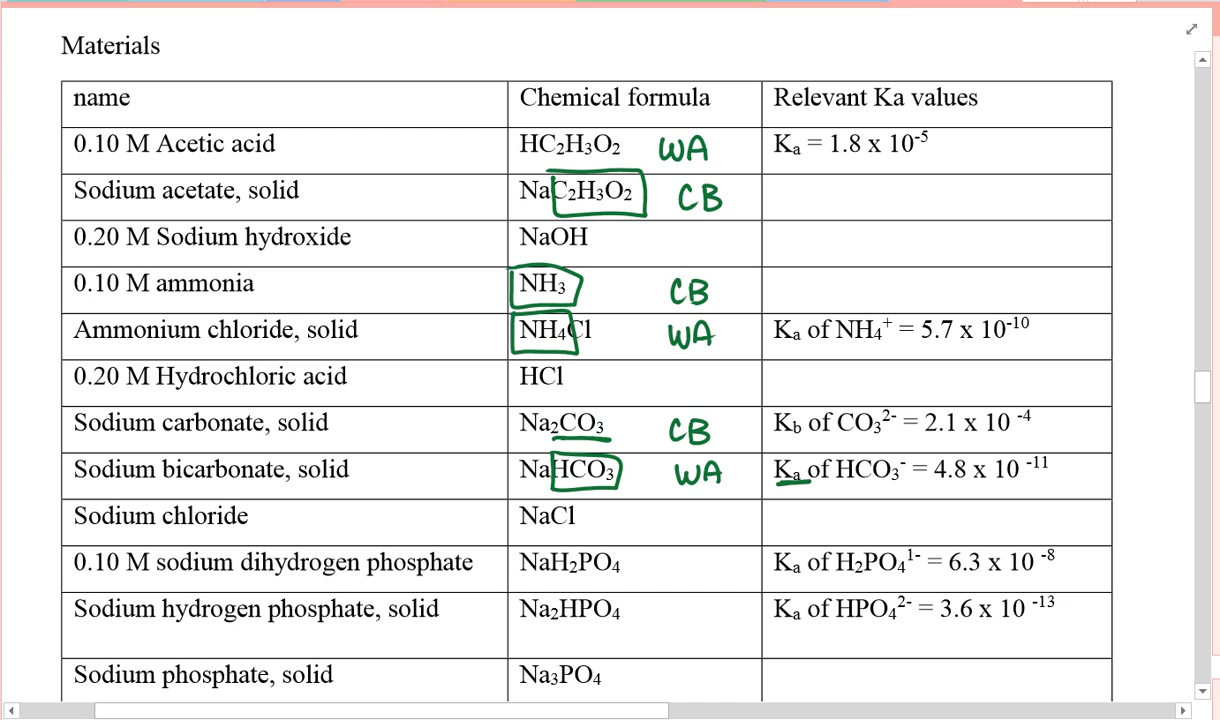 Materials
name Chemical formula Relevant Ka values
0.10 M Acetic acid HC₂H₃O₂ WA Kₐ = 1.8 x 10⁻⁵
Sodium acetate, solid NaC₂H₃O₂ CB
0.20 M Sodium hydroxide NaOH
0.10 M ammonia NH₃ CB
Ammonium chloride, solid NH₄Cl WA Kₐ of NH₄⁺ = 5.7 x 10⁻¹⁰
0.20 M Hydrochloric acid HCl
Sodium carbonate, solid Na₂CO₃ CB K_b of CO₃²⁻ = 2.1 x 10 ⁻⁴
Sodium bicarbonate, solid NaHCO₃ WA Kₐ of HCO₃⁻ = 4.8 x 10 ⁻¹¹
Sodium chloride NaCl
0.10 M sodium dihydrogen phosphate NaH₂PO₄ Kₐ of H₂PO₄¹⁻ = 6.3 x 10 ⁻⁸
Sodium hydrogen phosphate, solid Na₂HPO₄ Kₐ of HPO₄²⁻ = 3.6 x 10 ⁻¹³
Sodium phosphate, solid Na₃PO₄